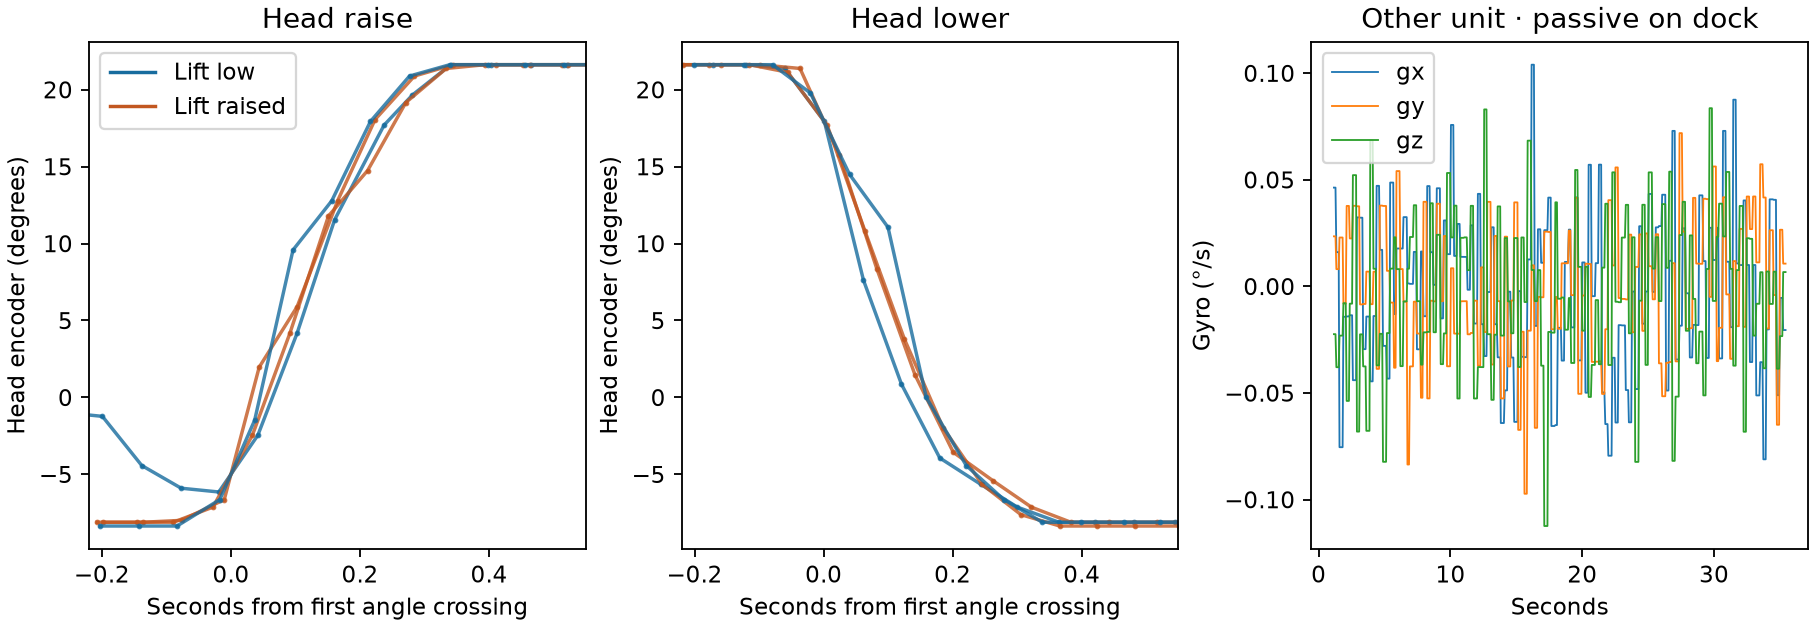 Head raise
Head lower
Other unit · passive on dock
Lift low
Lift raised
gx
gy
gz
Head encoder (degrees)
20
15
10
5
0
−5
−0.2
0.0
0.2
0.4
Seconds from first angle crossing
Head encoder (degrees)
20
15
10
5
0
−5
−0.2
0.0
0.2
0.4
Seconds from first angle crossing
Gyro (°/s)
0.10
0.05
0.00
−0.05
−0.10
0
10
20
30
Seconds